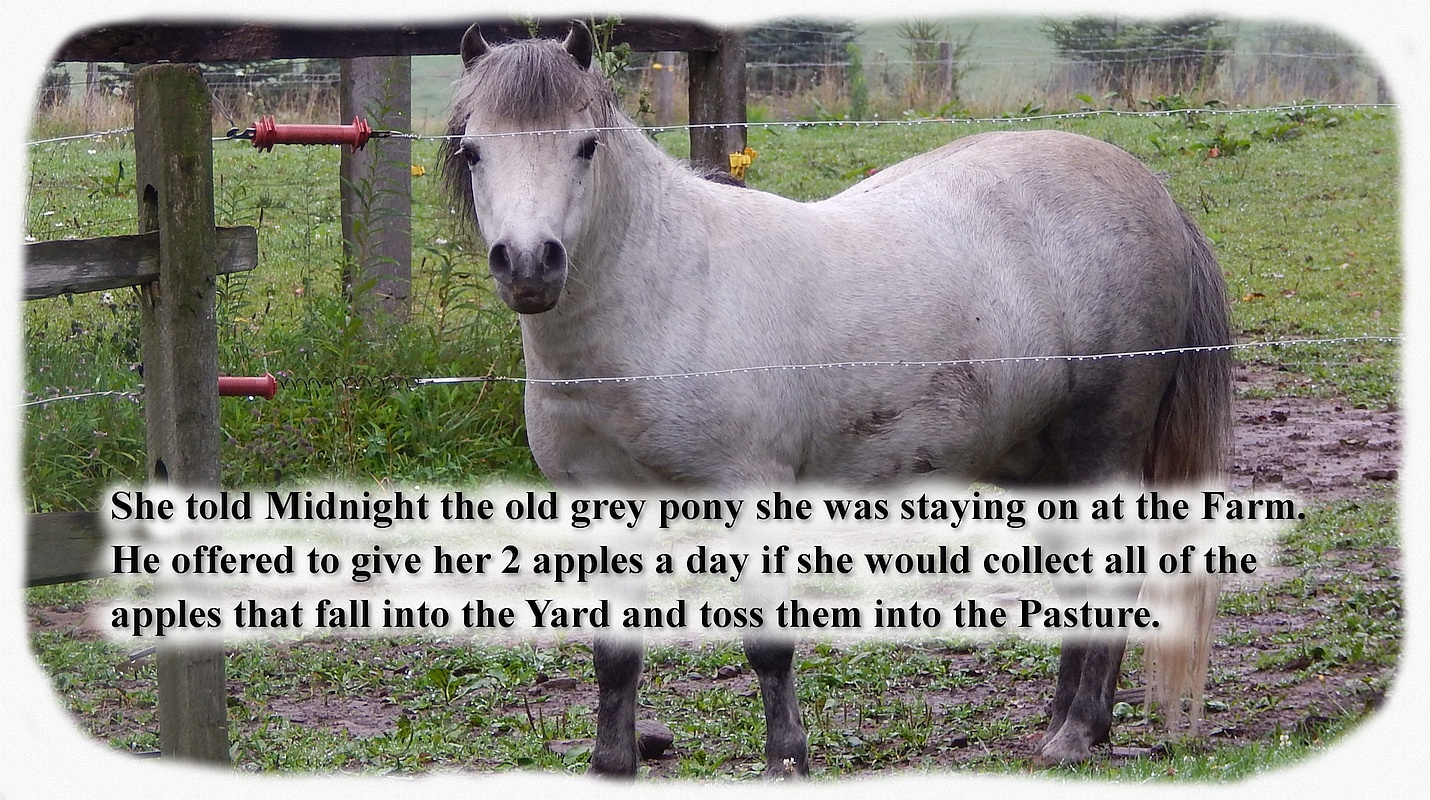 She told Midnight the old grey pony she was staying on at the Farm.
He offered to give her 2 apples a day if she would collect all of the
apples that fall into the Yard and toss them into the Pasture.